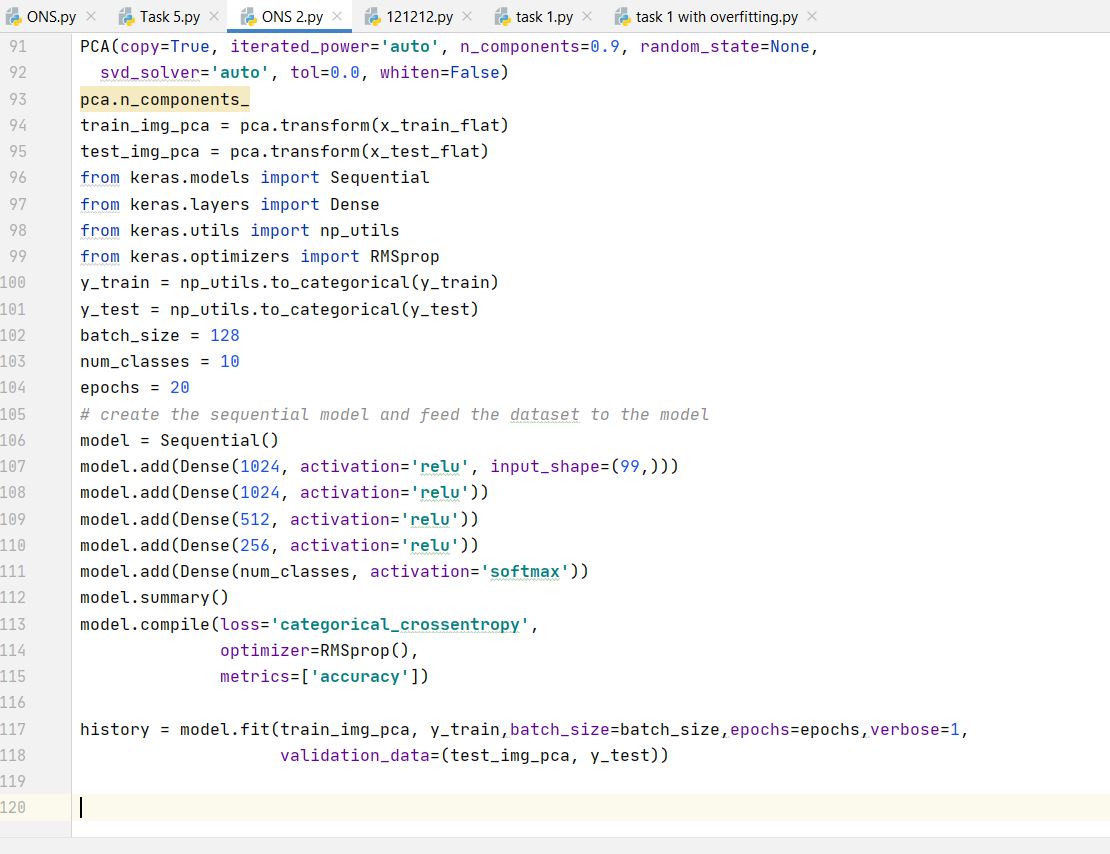 ONS.py Task 5.py ONS 2.py 121212.py task 1.py task 1 with overfitting.py
91 PCA(copy=True, iterated_power='auto', n_components=0.9, random_state=None,
92   svd_solver='auto', tol=0.0, whiten=False)
93 pca.n_components_
94 train_img_pca = pca.transform(x_train_flat)
95 test_img_pca = pca.transform(x_test_flat)
96 from keras.models import Sequential
97 from keras.layers import Dense
98 from keras.utils import np_utils
99 from keras.optimizers import RMSprop
100 y_train = np_utils.to_categorical(y_train)
101 y_test = np_utils.to_categorical(y_test)
102 batch_size = 128
103 num_classes = 10
104 epochs = 20
105 # create the sequential model and feed the dataset to the model
106 model = Sequential()
107 model.add(Dense(1024, activation='relu', input_shape=(99,)))
108 model.add(Dense(1024, activation='relu'))
109 model.add(Dense(512, activation='relu'))
110 model.add(Dense(256, activation='relu'))
111 model.add(Dense(num_classes, activation='softmax'))
112 model.summary()
113 model.compile(loss='categorical_crossentropy',
114               optimizer=RMSprop(),
115               metrics=['accuracy'])
116
117 history = model.fit(train_img_pca, y_train,batch_size=batch_size,epochs=epochs,verbose=1,
118                     validation_data=(test_img_pca, y_test))
119
120